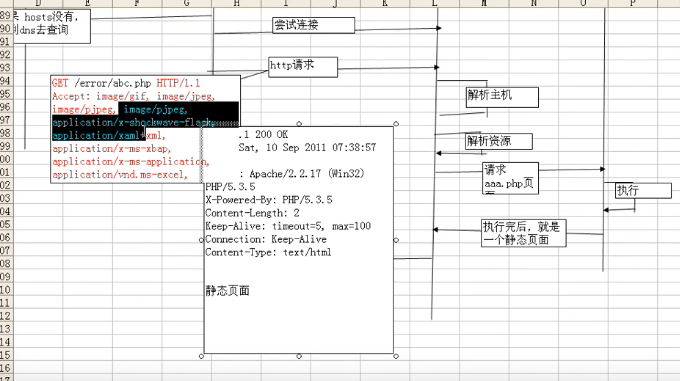 D E F G H I J K L M N O P
89
90
91
92
93
94
95
96
97
98
99
00
01
02
03
04
05
06
07
08
09
10
11
12
13
14
15
16
17
hosts没有,
dns去查询
尝试连接
http请求
GET /error/abc.php HTTP/1.1
Accept: image/gif, image/jpeg,
image/pjpeg, image/pjpeg,
application/x-shockwave-flash,
application/xaml+xml,
application/x-ms-xbap,
application/x-ms-application,
application/vnd.ms-excel,
.1 200 OK
Sat, 10 Sep 2011 07:38:57
: Apache/2.2.17 (Win32)
PHP/5.3.5
X-Powered-By: PHP/5.3.5
Content-Length: 2
Keep-Alive: timeout=5, max=100
Connection: Keep-Alive
Content-Type: text/html
静态页面
解析主机
解析资源
请求
aaa.php页
执行
执行完后，就是
一个静态页面